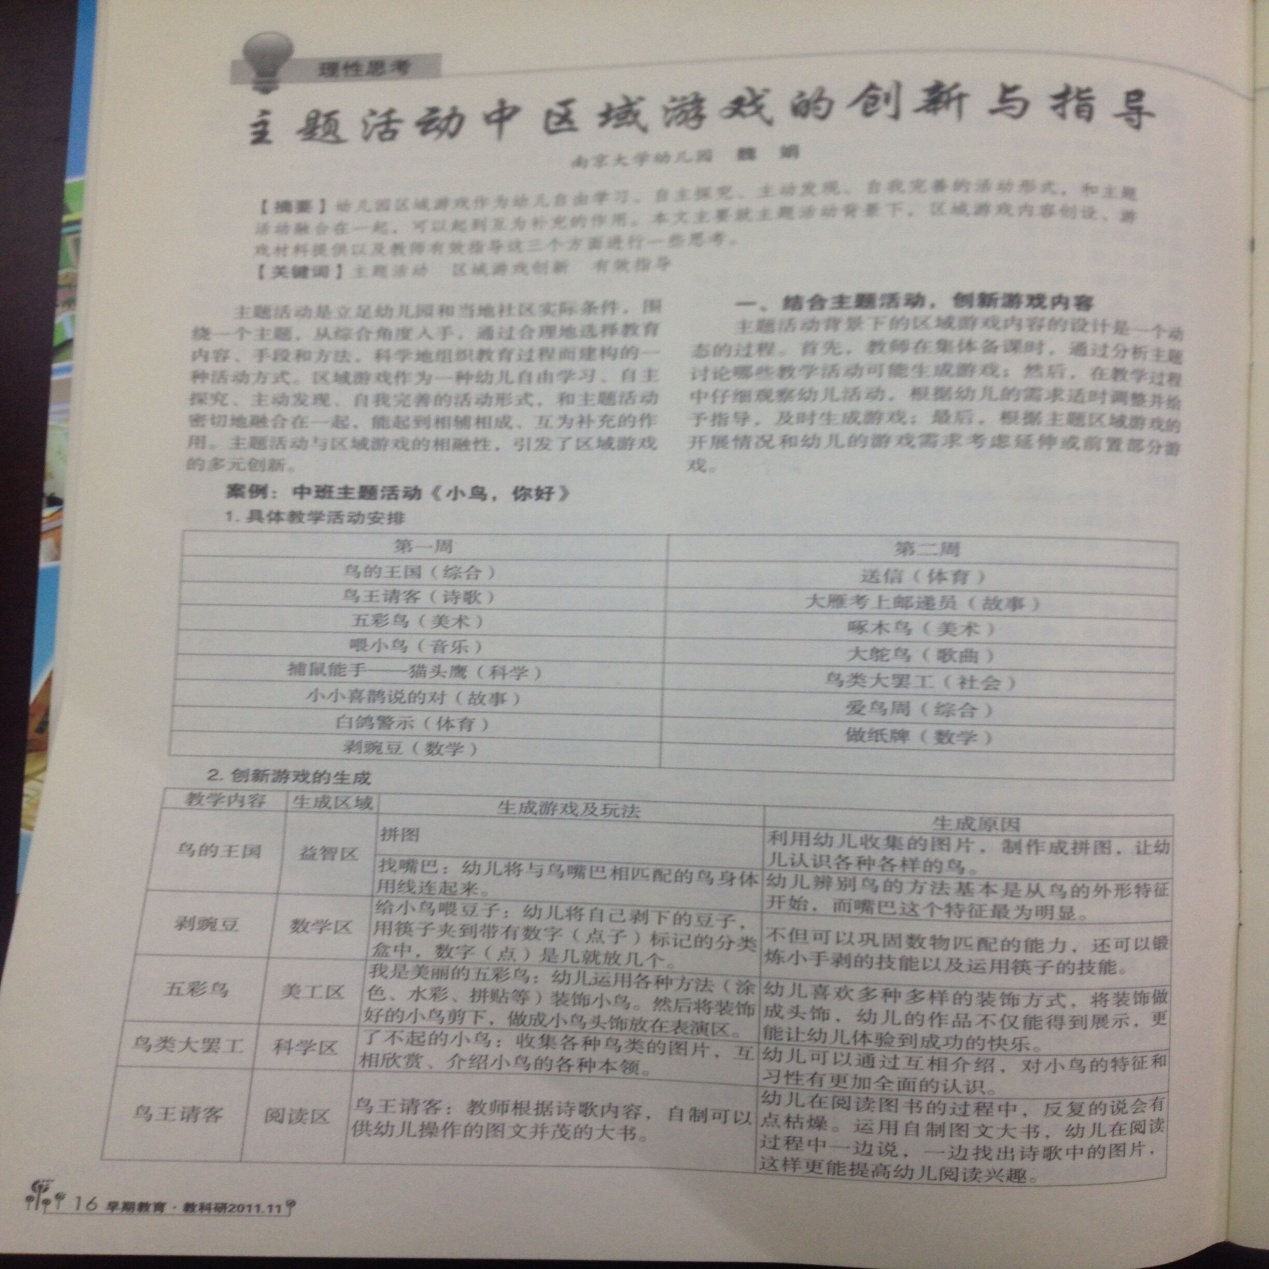 理性思考
主题活动中区域游戏的创新与指导
南京大学幼儿园 魏 娟
【摘要】幼儿园区域游戏作为幼儿自由学习、自主探究、主动发现、自我完善的活动形式，和主题
活动融合在一起，可以起到互为补充的作用。本文主要就主题活动背景下，区域游戏内容创设、游
戏材料提供以及教师有效指导这三个方面进行一些思考。
【关键词】主题活动 区域游戏创新 有效指导
主题活动是立足幼儿园和当地社区实际条件，围
绕一个主题，从综合角度人手，通过合理地选择教育
内容、手段和方法，科学地组织教育过程而建构的一
种活动方式。区域游戏作为一种幼儿自由学习、自主
探究、主动发现、自我完善的活动形式，和主题活动
密切地融合在一起，能起到相辅相成、互为补充的作
用。主题活动与区域游戏的相融性，引发了区域游戏
的多元创新。
一、结合主题活动，创新游戏内容
主题活动背景下的区域游戏内容的设计是一个动
态的过程。首先，教师在集体备课时，通过分析主题
讨论哪些教学活动可能生成游戏；然后，在教学过程
中仔细观察幼儿活动，根据幼儿的需求适时调整并给
予指导，及时生成游戏；最后，根据主题区域游戏的
开展情况和幼儿的游戏需求考虑延伸或前置部分游
戏。
案例：中班主题活动《小鸟，你好》
1. 具体教学活动安排
第一周 第二周
鸟的王国（综合） 送信（体育）
鸟王请客（诗歌） 大雁考上邮递员（故事）
五彩鸟（美术） 啄木鸟（美术）
喂小鸟（音乐） 大鸵鸟（歌曲）
捕鼠能手——猫头鹰（科学） 鸟类大罢工（社会）
小小喜鹊说的对（故事） 爱鸟周（综合）
白鸽警示（体育） 做纸牌（数学）
剥豌豆（数学）
2. 创新游戏的生成
教学内容 生成区域 生成游戏及玩法 生成原因
鸟的王国 益智区
拼图
利用幼儿收集的图片，制作成拼图，让幼
儿认识各种各样的鸟。
找嘴巴：幼儿将与鸟嘴巴相匹配的鸟身体
用线连起来。
幼儿辨别鸟的方法基本是从鸟的外形特征
开始，而嘴巴这个特征最为明显。
剥豌豆 数学区
给小鸟喂豆子：幼儿将自己剥下的豆子，
用筷子夹到带有数字（点子）标记的分类
盒中，数字（点）是几就放几个。
不但可以巩固数物匹配的能力，还可以锻
炼小手剥的技能以及运用筷子的技能。
五彩鸟 美工区
我是美丽的五彩鸟：幼儿运用各种方法（涂
色、水彩、拼贴等）装饰小鸟。然后将装饰
好的小鸟剪下，做成小鸟头饰放在表演区。
幼儿喜欢多种多样的装饰方式，将装饰做
成头饰，幼儿的作品不仅能得到展示，更
能让幼儿体验到成功的快乐。
鸟类大罢工 科学区
了不起的小鸟：收集各种鸟类的图片，互
相欣赏、介绍小鸟的各种本领。
幼儿可以通过互相介绍，对小鸟的特征和
习性有更加全面的认识。
鸟王请客 阅读区
鸟王请客：教师根据诗歌内容，自制可以
供幼儿操作的图文并茂的大书。
幼儿在阅读图书的过程中，反复的说会有
点枯燥。运用自制图文大书，幼儿在阅读
过程中一边说，一边找出诗歌中的图片，
这样更能提高幼儿阅读兴趣。
16 早期教育·教科研2011.11